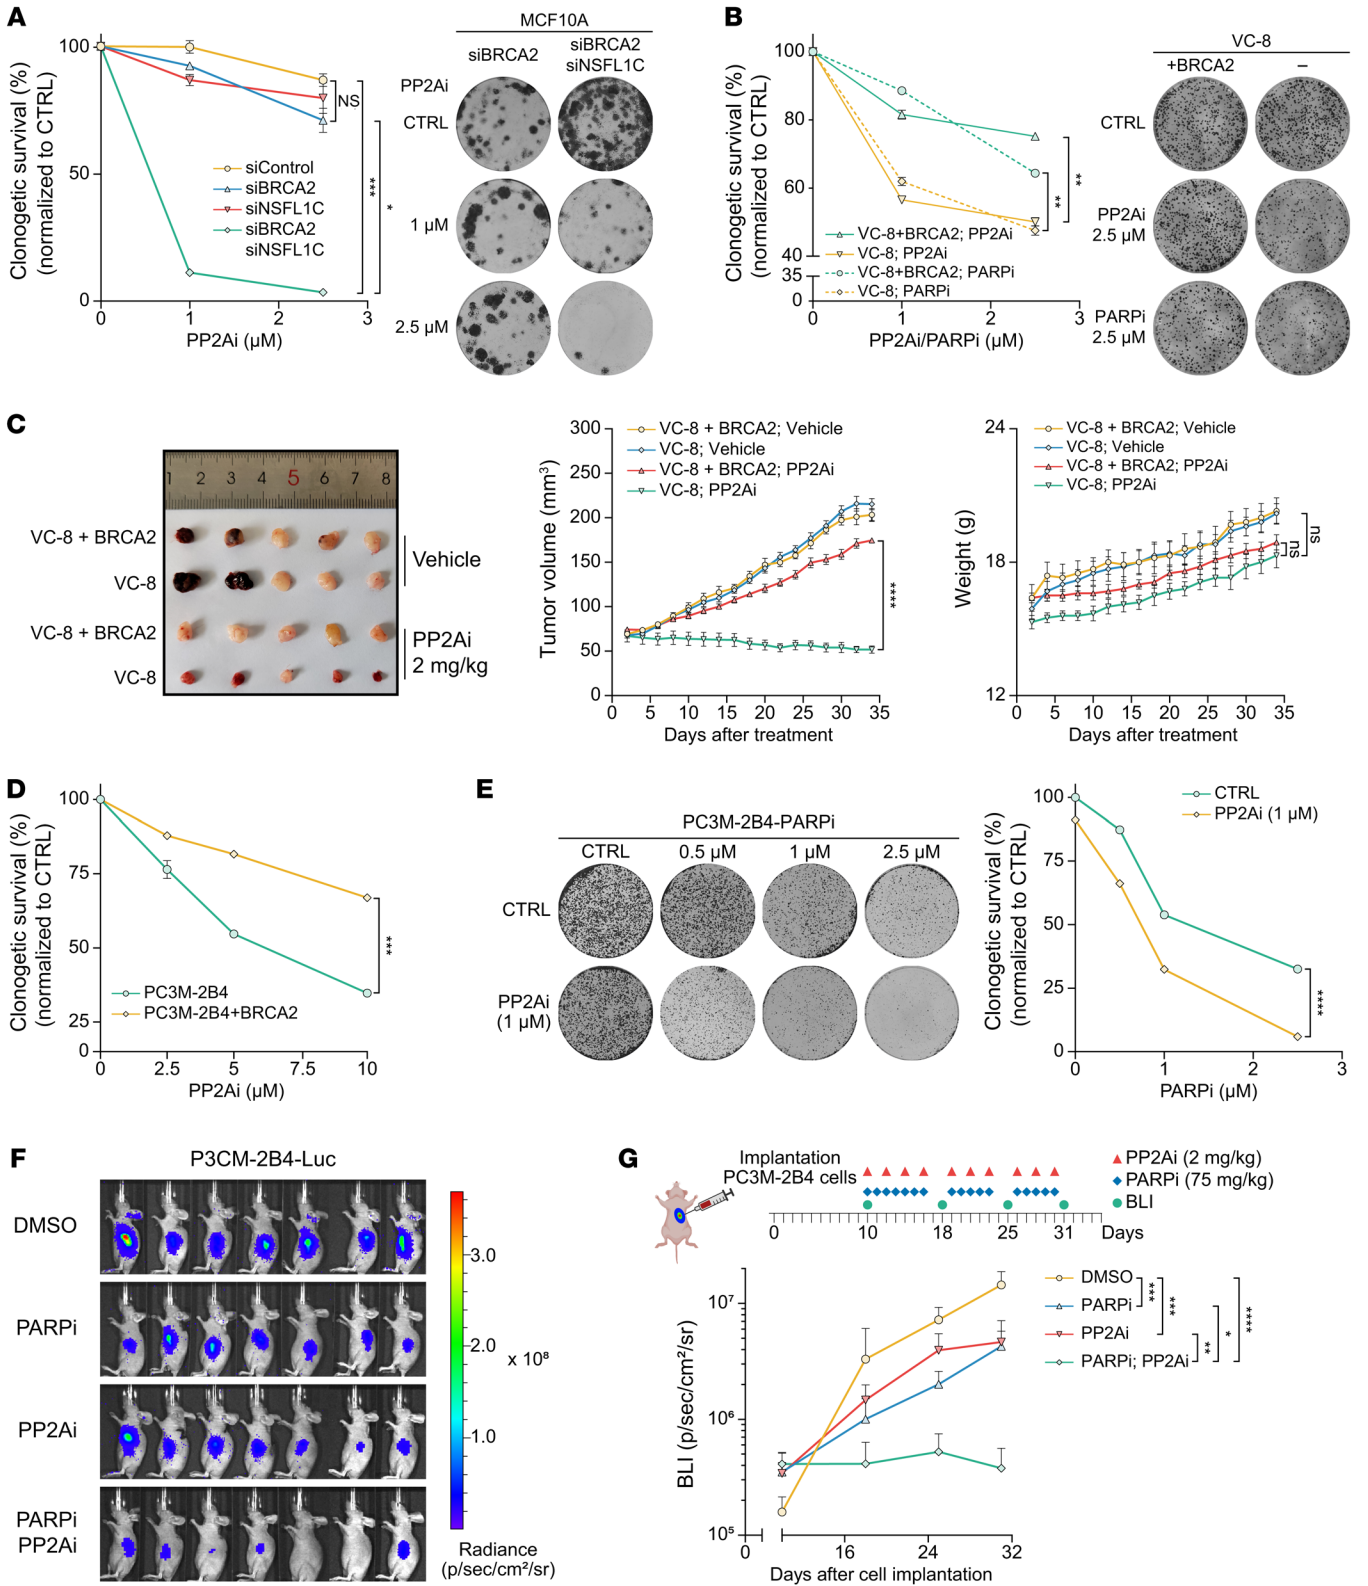 A
Clonogetic survival (%)
(normalized to CTRL)
100
50
0
0
1
2
3
PP2Ai (µM)
siControl
siBRCA2
siNSFL1C
siBRCA2
siNSFL1C
NS
***
*
MCF10A
siBRCA2
siBRCA2
siNSFL1C
PP2Ai
CTRL
1 µM
2.5 µM
B
Clonogetic survival (%)
(normalized to CTRL)
100
80
60
40
35
0
0
1
2
3
PP2Ai/PARPi (µM)
VC-8+BRCA2; PP2Ai
VC-8; PP2Ai
VC-8+BRCA2; PARPi
VC-8; PARPi
**
**
VC-8
+BRCA2
–
CTRL
PP2Ai
2.5 µM
PARPi
2.5 µM
C
1 2 3 4 5 6 7 8
VC-8 + BRCA2
VC-8
VC-8 + BRCA2
VC-8
Vehicle
PP2Ai
2 mg/kg
Tumor volume (mm³)
300
200
150
100
50
0
VC-8 + BRCA2; Vehicle
VC-8; Vehicle
VC-8 + BRCA2; PP2Ai
VC-8; PP2Ai
****
0 5 10 15 20 25 30 35
Days after treatment
Weight (g)
24
18
12
VC-8 + BRCA2; Vehicle
VC-8; Vehicle
VC-8 + BRCA2; PP2Ai
VC-8; PP2Ai
ns
ns
0 5 10 15 20 25 30 35
Days after treatment
D
Clonogetic survival (%)
(normalized to CTRL)
100
75
50
25
0
PC3M-2B4
PC3M-2B4+BRCA2
***
0 2.5 5 7.5 10
PP2Ai (µM)
E
PC3M-2B4-PARPi
CTRL 0.5 µM 1 µM 2.5 µM
CTRL
PP2Ai
(1 µM)
Clonogetic survival (%)
(normalized to CTRL)
100
75
50
25
0
CTRL
PP2Ai (1 µM)
****
0 1 2 3
PARPi (µM)
F
P3CM-2B4-Luc
DMSO
PARPi
PP2Ai
PARPi
PP2Ai
3.0
2.0
1.0
x 10⁸
Radiance
(p/sec/cm²/sr)
G
Implantation
PC3M-2B4 cells
PP2Ai (2 mg/kg)
PARPi (75 mg/kg)
BLI
0 10 18 25 31 Days
BLI (p/sec/cm²/sr)
10⁷
10⁶
10⁵
DMSO
PARPi
PP2Ai
PARPi; PP2Ai
***
***
**
*
****
0 16 24 32
Days after cell implantation